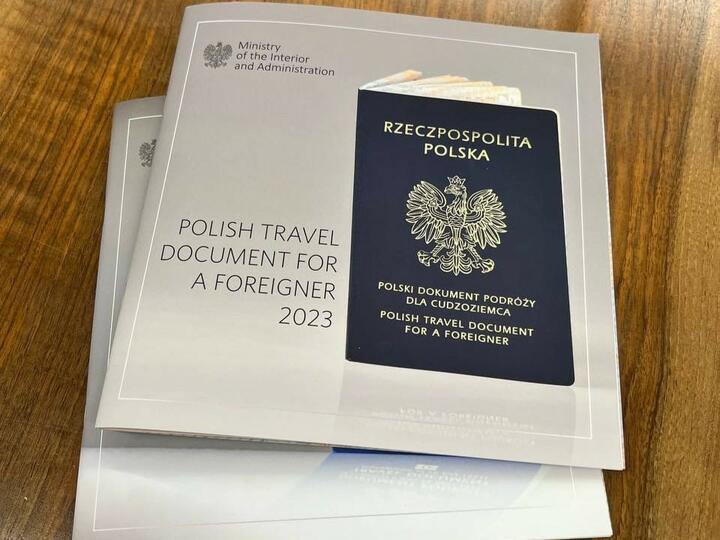 Ministry
of the Interior
and Administration
RZECZPOSPOLITA
POLSKA
POLISH TRAVEL
DOCUMENT FOR
A FOREIGNER
2023
POLSKI DOKUMENT PODRÓŻY
DLA CUDZOZIEMCA
POLISH TRAVEL DOCUMENT
FOR A FOREIGNER